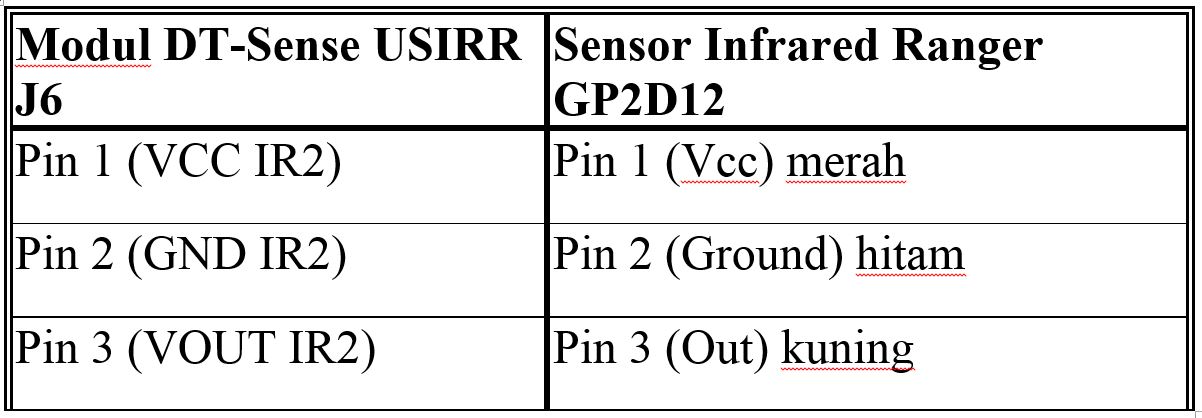 Modul DT-Sense USIRR
J6
Sensor Infrared Ranger
GP2D12
Pin 1 (VCC IR2)
Pin 1 (Vcc) merah
Pin 2 (GND IR2)
Pin 2 (Ground) hitam
Pin 3 (VOUT IR2)
Pin 3 (Out) kuning